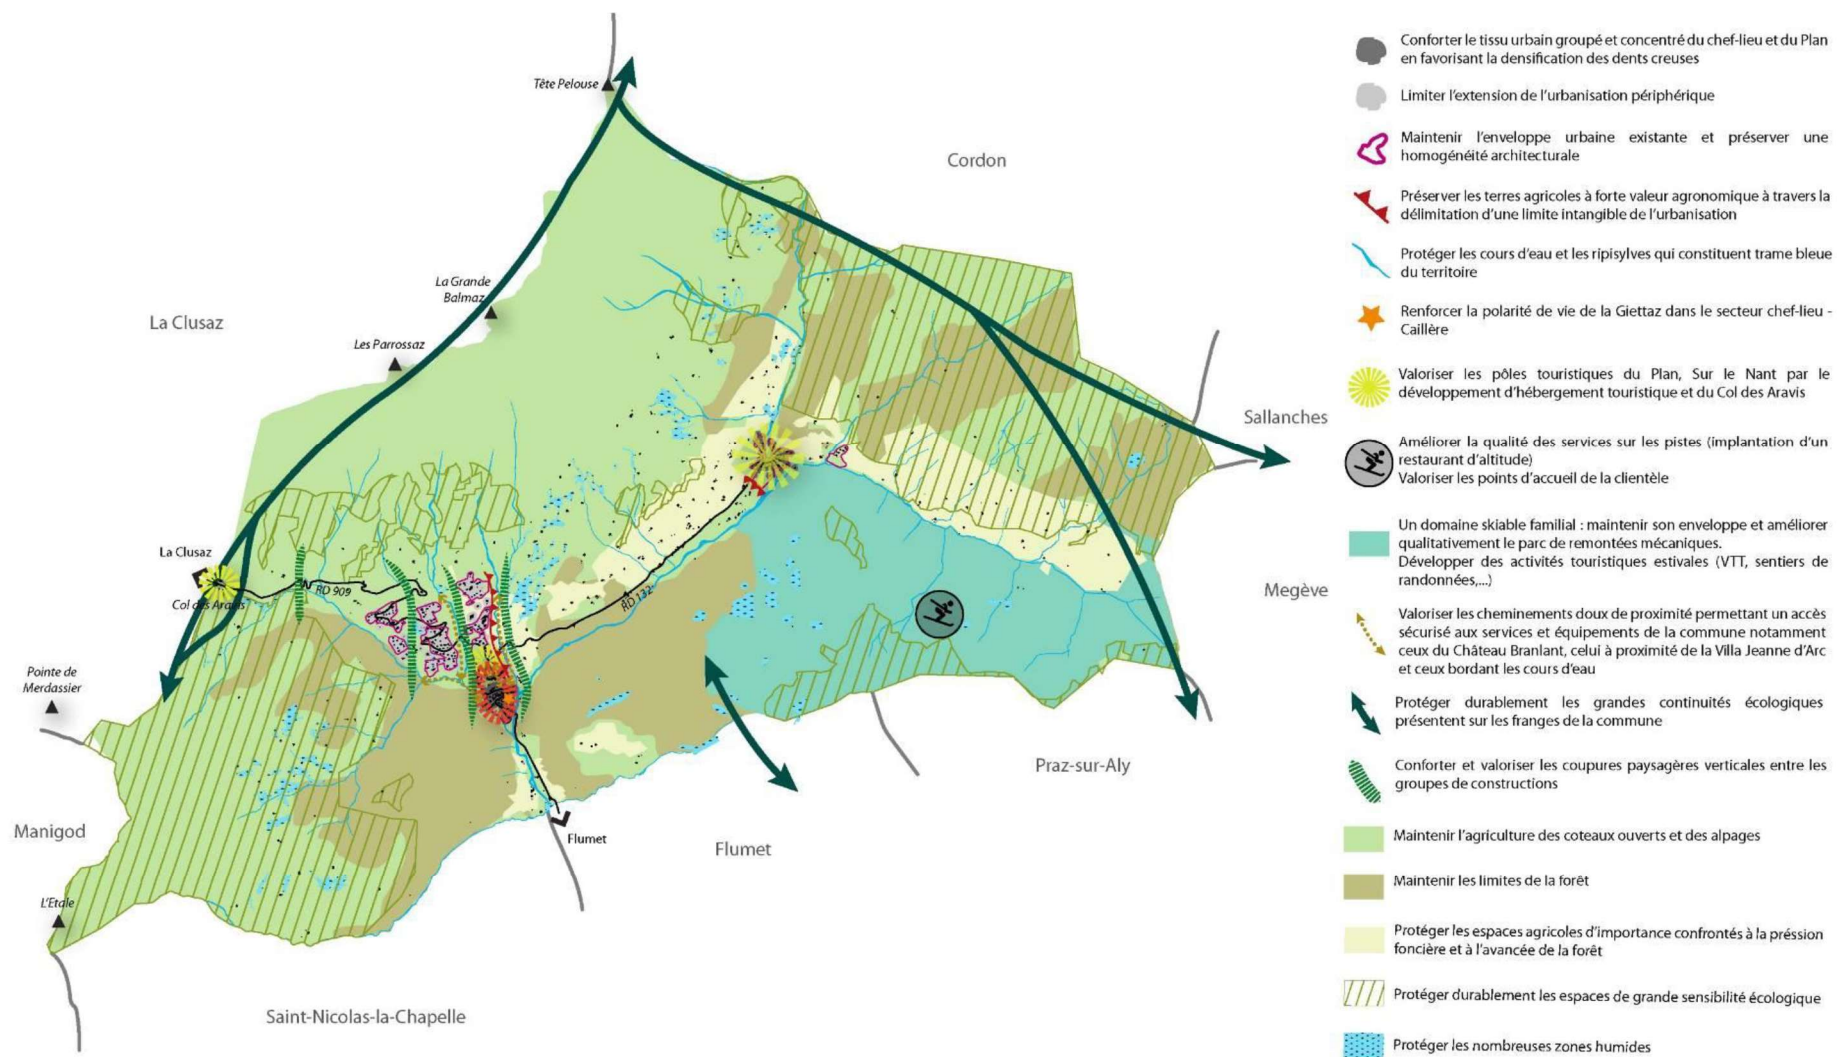 Tête Pelouse
Cordon
La Grande
Balmaz
La Clusaz
Les Parrossaz
Sallanches
La Clusaz
RD 909
Col des Aravis
RD 132
Megève
Pointe de
Merdassier
Praz-sur-Aly
Manigod
Flumet
Flumet
L'Etale
Saint-Nicolas-la-Chapelle
Conforter le tissu urbain groupé et concentré du chef-lieu et du Plan
en favorisant la densification des dents creuses
Limiter l'extension de l'urbanisation périphérique
Maintenir l'enveloppe urbaine existante et préserver une
homogénéité architecturale
Préserver les terres agricoles à forte valeur agronomique à travers la
délimitation d'une limite intangible de l'urbanisation
Protéger les cours d'eau et les ripisylves qui constituent trame bleue
du territoire
Renforcer la polarité de vie de la Giettaz dans le secteur chef-lieu -
Caillère
Valoriser les pôles touristiques du Plan, Sur le Nant par le
développement d'hébergement touristique et du Col des Aravis
Améliorer la qualité des services sur les pistes (implantation d'un
restaurant d'altitude)
Valoriser les points d'accueil de la clientèle
Un domaine skiable familial : maintenir son enveloppe et améliorer
qualitativement le parc de remontées mécaniques.
Développer des activités touristiques estivales (VTT, sentiers de
randonnées,...)
Valoriser les cheminements doux de proximité permettant un accès
sécurisé aux services et équipements de la commune notamment
ceux du Château Branlant, celui à proximité de la Villa Jeanne d'Arc
et ceux bordant les cours d'eau
Protéger durablement les grandes continuités écologiques
présentent sur les franges de la commune
Conforter et valoriser les coupures paysagères verticales entre les
groupes de constructions
Maintenir l'agriculture des coteaux ouverts et des alpages
Maintenir les limites de la forêt
Protéger les espaces agricoles d'importance confrontés à la préssion
foncière et à l'avancée de la forêt
Protéger durablement les espaces de grande sensibilité écologique
Protéger les nombreuses zones humides